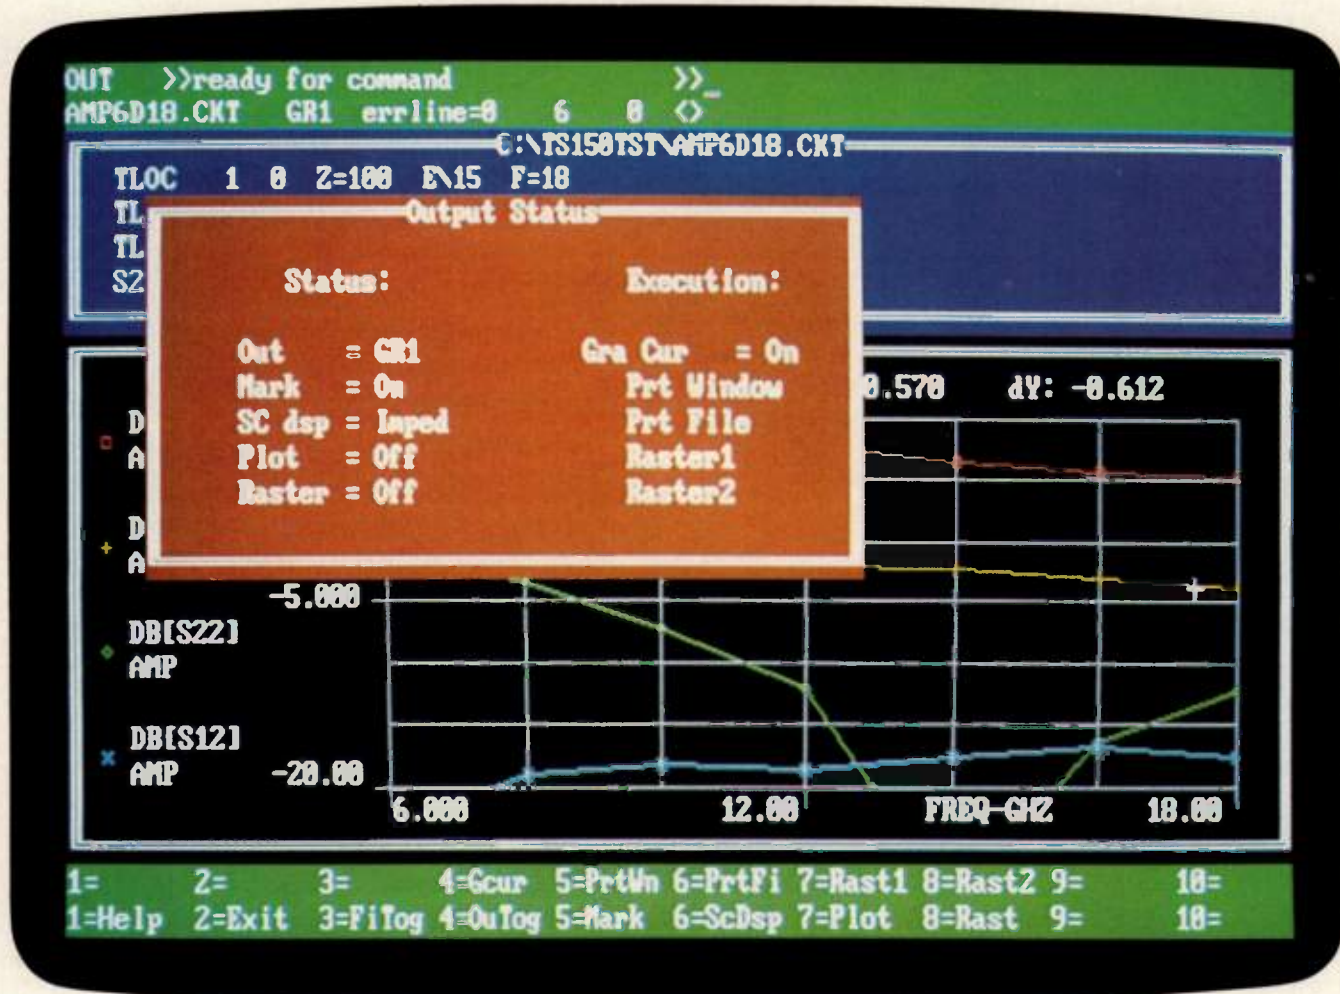 OUT >>ready for command >>_
AMP6D18.CKT GR1 errline=0 6 0 <>
C:\TS150TST\AMP6D18.CKT
TLOC 1 0 Z=100 E\15 F=18
TL
TL
S2
Output Status
Status: Execution:
Out = GR1 Gra Cur = On
Mark = On Prt Window
SC dsp = Imped Prt File
Plot = Off Raster1
Raster = Off Raster2
0.570 dY: -0.612
D
A
D
A
-5.000
DB[S22]
AMP
DB[S12]
AMP -20.00
6.000 12.00 FREQ-GHZ 18.00
1= 2= 3= 4=Gcur 5=PrtWn 6=PrtFi 7=Rast1 8=Rast2 9= 10=
1=Help 2=Exit 3=FiTog 4=OuTog 5=Mark 6=ScDsp 7=Plot 8=Rast 9= 10=